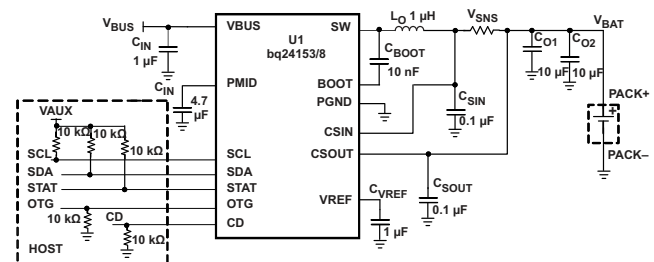 VBUS
CIN
1 µF
CIN
4.7
µF
VBUS
PMID
U1
bq24153/8
SW
BOOT
PGND
CSIN
CSOUT
VREF
SCL
SDA
STAT
OTG
CD
LO 1 µH
VSNS
CBOOT
10 nF
CSIN
0.1 µF
CO1
10 µF
CO2
10 µF
VBAT
PACK+
+
PACK–
CVREF
1 µF
CSOUT
0.1 µF
VAUX
10 kΩ
10 kΩ
10 kΩ
SCL
SDA
STAT
OTG
10 kΩ
CD
10 kΩ
HOST